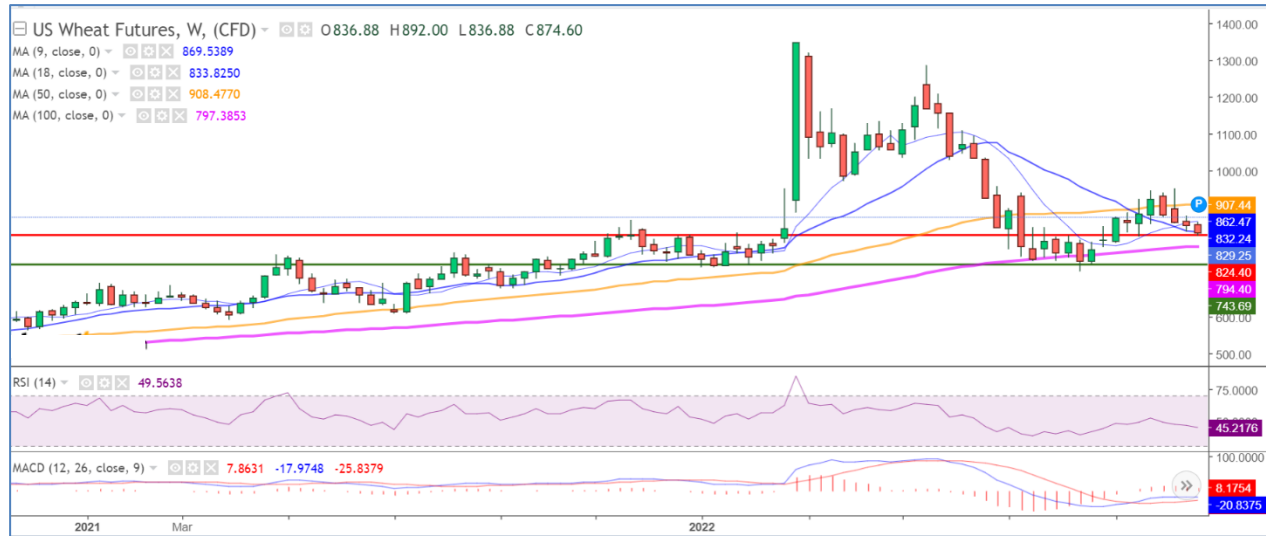 US Wheat Futures, W, (CFD) O836.88 H892.00 L836.88 C874.60
MA (9, close, 0) 869.5389
MA (18, close, 0) 833.8250
MA (50, close, 0) 908.4770
MA (100, close, 0) 797.3853
1400.00
1300.00
1200.00
1100.00
1000.00
P
907.44
862.47
832.24
829.25
824.40
794.40
743.69
600.00
500.00
RSI (14) 49.5638
75.0000
45.2176
MACD (12, 26, close, 9) 7.8631 -17.9748 -25.8379
100.0000
8.1754
-20.8375
2021 Mar 2022